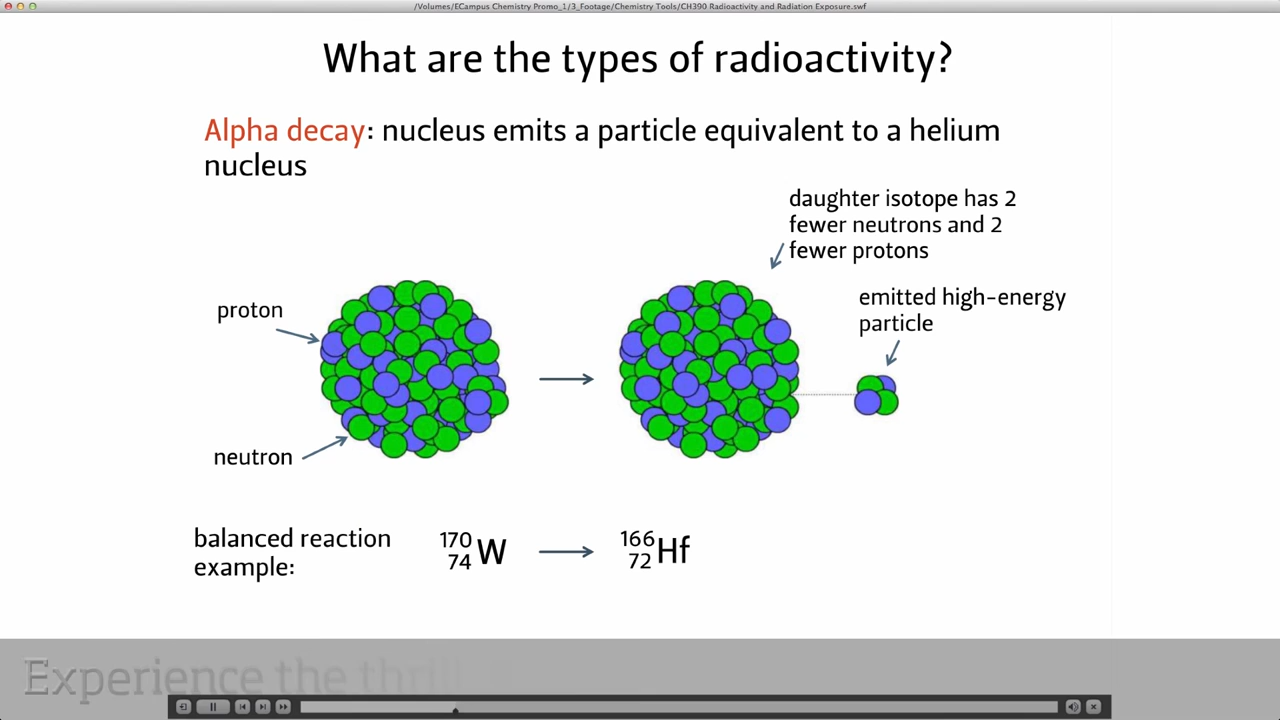 /Volumes/ECampus Chemistry Promo_1/3_Footage/Chemistry Tools/CH390 Radioactivity and Radiation Exposure.swf
What are the types of radioactivity?
Alpha decay: nucleus emits a particle equivalent to a helium
nucleus
daughter isotope has 2
fewer neutrons and 2
fewer protons
emitted high-energy
particle
proton
neutron
balanced reaction
example:
170
74 W
166
72 Hf
Experience the thrill